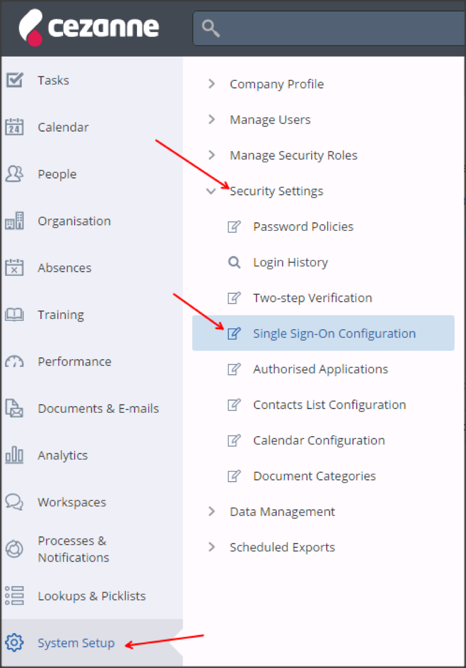 cezanne
Tasks
Calendar
24
People
Organisation
Absences
Training
Performance
Documents & E-mails
Analytics
Workspaces
Processes &
Notifications
Lookups & Picklists
System Setup
Company Profile
Manage Users
Manage Security Roles
Security Settings
Password Policies
Login History
Two-step Verification
Single Sign-On Configuration
Authorised Applications
Contacts List Configuration
Calendar Configuration
Document Categories
Data Management
Scheduled Exports